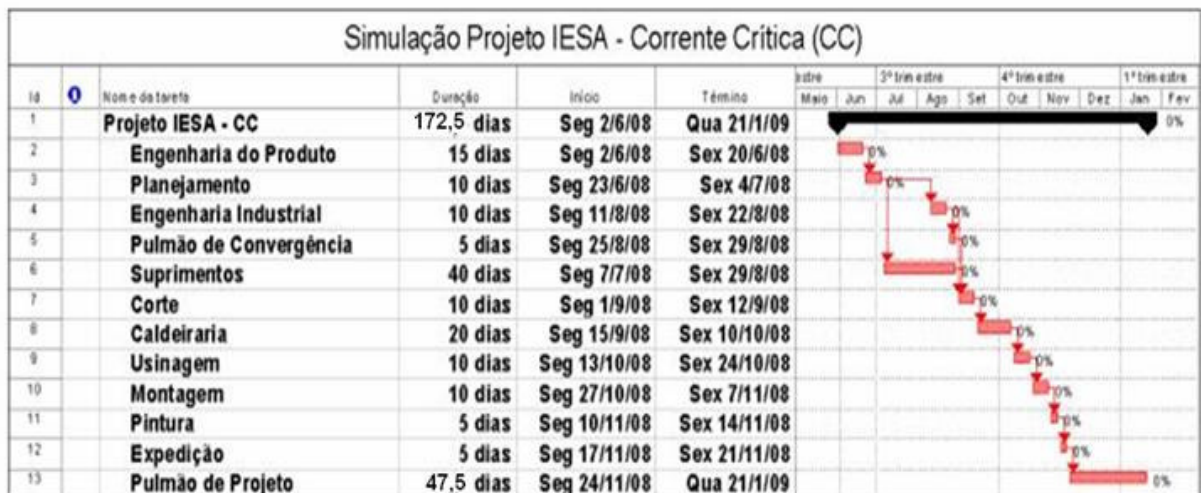 Simulação Projeto IESA - Corrente Crítica (CC)
estre 3º trimestre 4º trimestre 1º trimestre
Id Nome da tarefa Duração Início Término Maio Jun Jul Ago Set Out Nov Dez Jan Fev
1 Projeto IESA - CC 172,5 dias Seg 2/6/08 Qua 21/1/09 0%
2 Engenharia do Produto 15 dias Seg 2/6/08 Sex 20/6/08 0%
3 Planejamento 10 dias Seg 23/6/08 Sex 4/7/08 0%
4 Engenharia Industrial 10 dias Seg 11/8/08 Sex 22/8/08 0%
5 Pulmão de Convergência 5 dias Seg 25/8/08 Sex 29/8/08 0%
6 Suprimentos 40 dias Seg 7/7/08 Sex 29/8/08 0%
7 Corte 10 dias Seg 1/9/08 Sex 12/9/08 0%
8 Caldeiraria 20 dias Seg 15/9/08 Sex 10/10/08 0%
9 Usinagem 10 dias Seg 13/10/08 Sex 24/10/08 0%
10 Montagem 10 dias Seg 27/10/08 Sex 7/11/08 0%
11 Pintura 5 dias Seg 10/11/08 Sex 14/11/08 0%
12 Expedição 5 dias Seg 17/11/08 Sex 21/11/08 0%
13 Pulmão de Projeto 47,5 dias Seg 24/11/08 Qua 21/1/09 0%